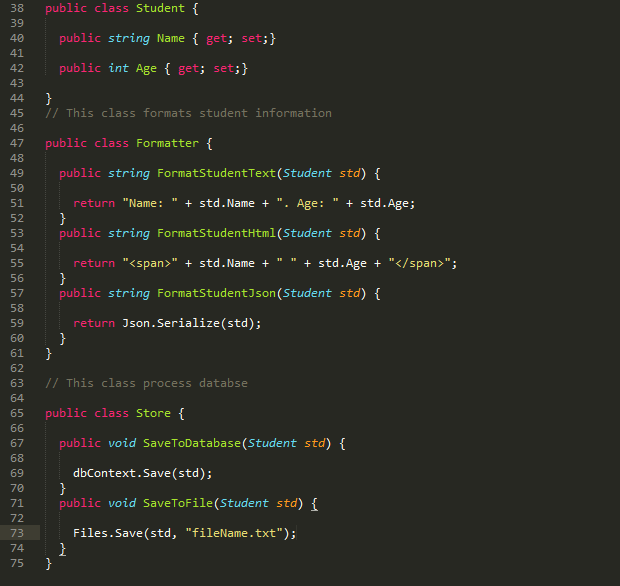 38 public class Student {
39
40 public string Name { get; set;}
41
42 public int Age { get; set;}
43
44 }
45 // This class formats student information
46
47 public class Formatter {
48
49 public string FormatStudentText(Student std) {
50
51 return "Name: " + std.Name + ". Age: " + std.Age;
52 }
53 public string FormatStudentHtml(Student std) {
54
55 return "<span>" + std.Name + " " + std.Age + "</span>";
56 }
57 public string FormatStudentJson(Student std) {
58
59 return Json.Serialize(std);
60 }
61 }
62
63 // This class process databse
64
65 public class Store {
66
67 public void SaveToDatabase(Student std) {
68
69 dbContext.Save(std);
70 }
71 public void SaveToFile(Student std) {
72
73 Files.Save(std, "fileName.txt");
74 }
75 }